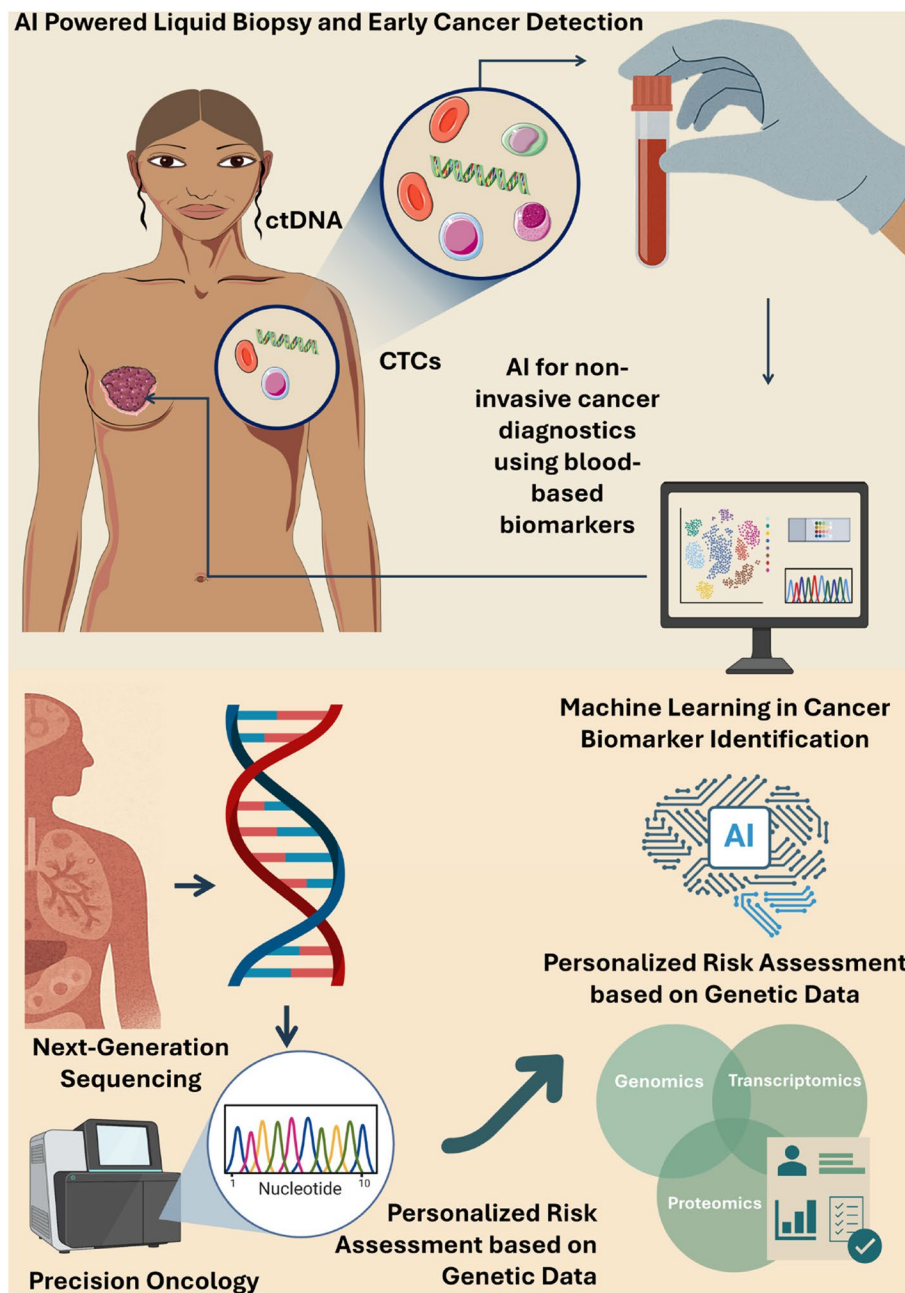 AI Powered Liquid Biopsy and Early Cancer Detection
ctDNA
CTCs
AI for non-
invasive cancer
diagnostics
using blood-
based
biomarkers
Machine Learning in Cancer
Biomarker Identification
AI
Personalized Risk Assessment
based on Genetic Data
Next-Generation
Sequencing
1
10
Nucleotide
Precision Oncology
Personalized Risk
Assessment based on
Genetic Data
Genomics
Transcriptomics
Proteomics